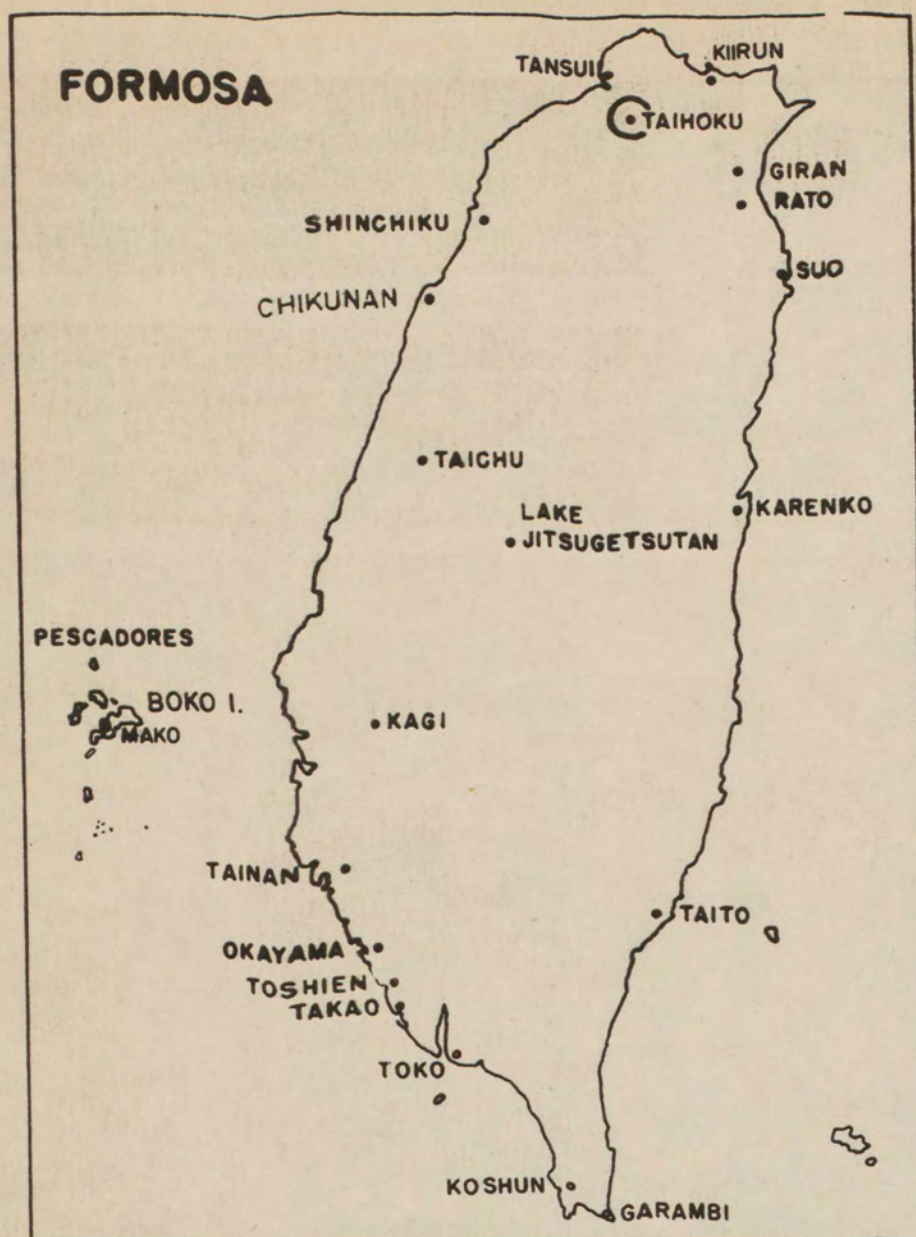 FORMOSA
TANSUI
KIIRUN
TAIHOKU
GIRAN
RATO
SHINCHIKU
SUO
CHIKUNAN
TAICHU
LAKE
JITSUGETSUTAN
KARENKO
PESCADORES
BOKO I.
MAKO
KAGI
TAINAN
TAITO
OKAYAMA
TOSHIEN
TAKAO
TOKO
KOSHUN
GARAMBI